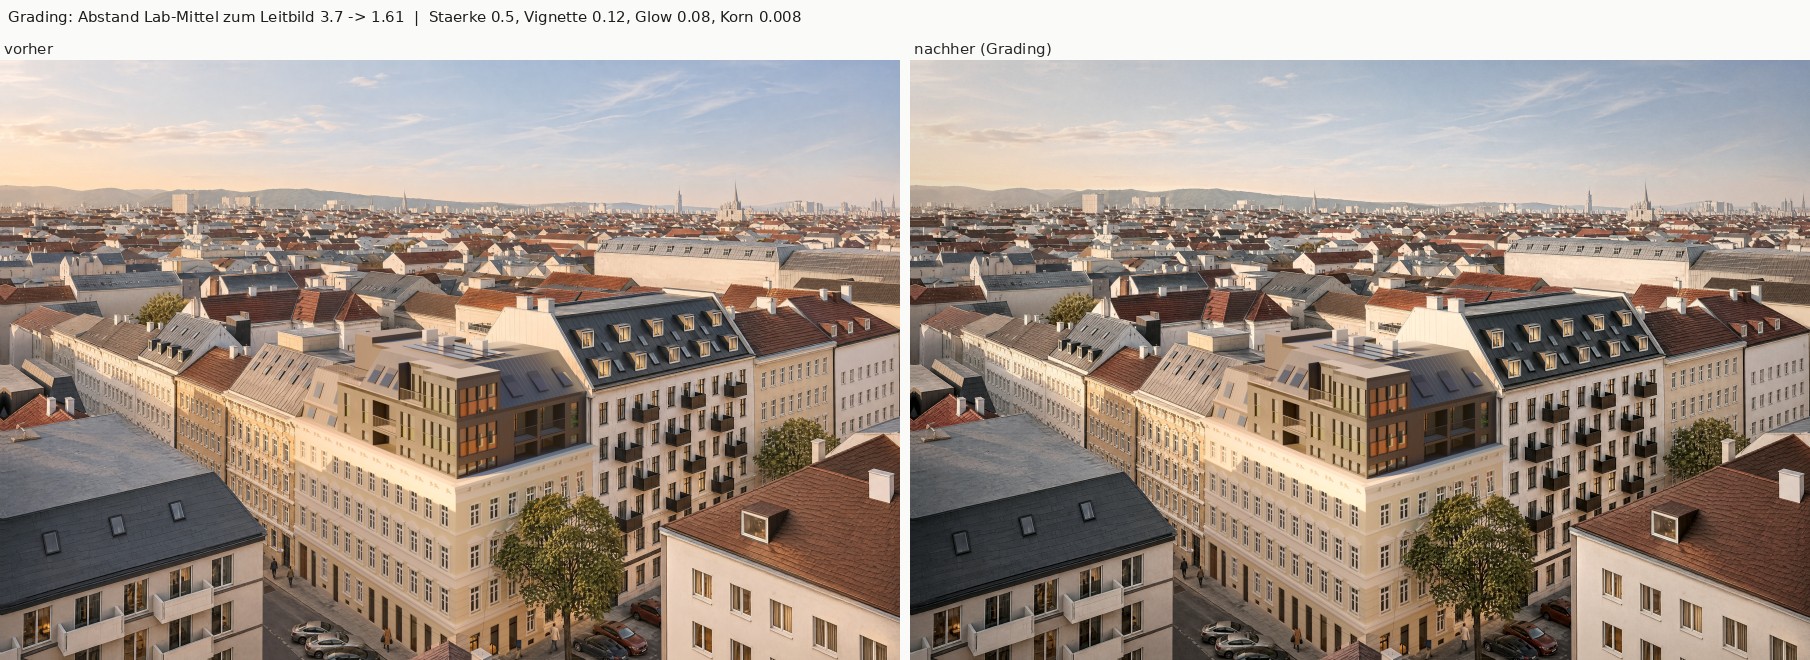 Grading: Abstand Lab-Mittel zum Leitbild 3.7 -> 1.61  |  Staerke 0.5, Vignette 0.12, Glow 0.08, Korn 0.008
vorher
nachher (Grading)